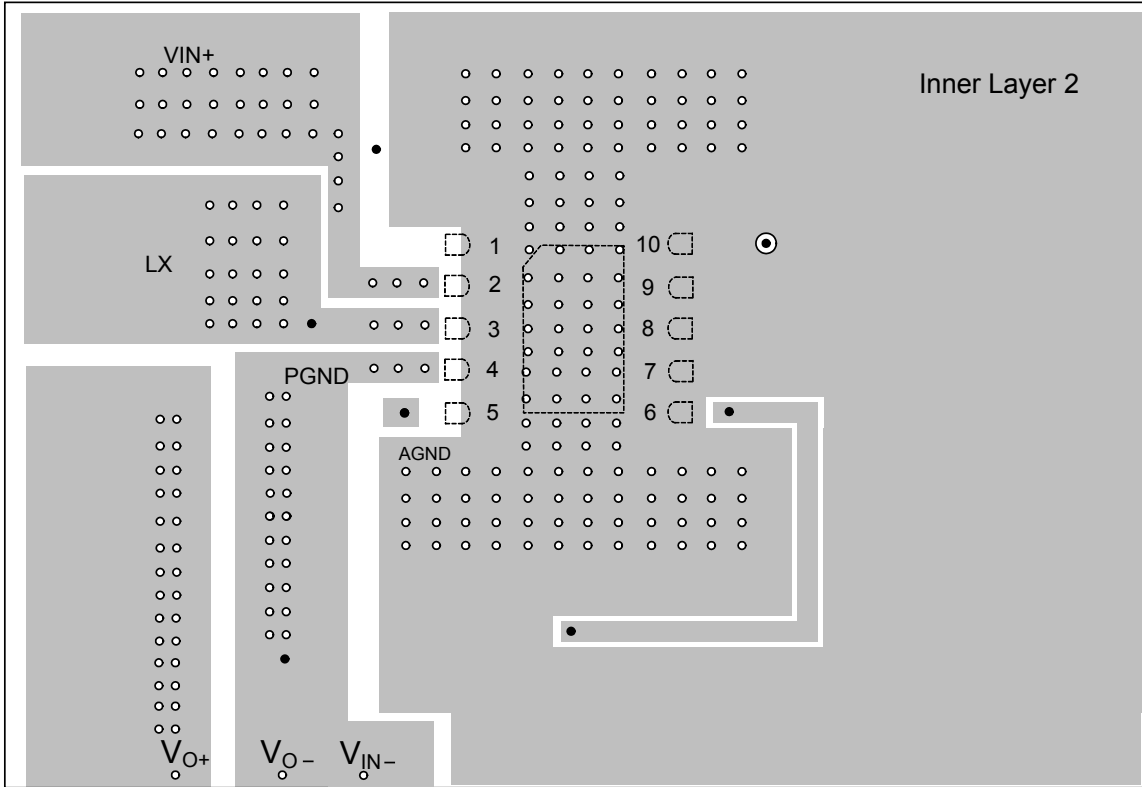 VIN+
Inner Layer 2
1 10
LX
2 9
3 8
PGND 4 7
5 6
AGND
VO+ VO– VIN–